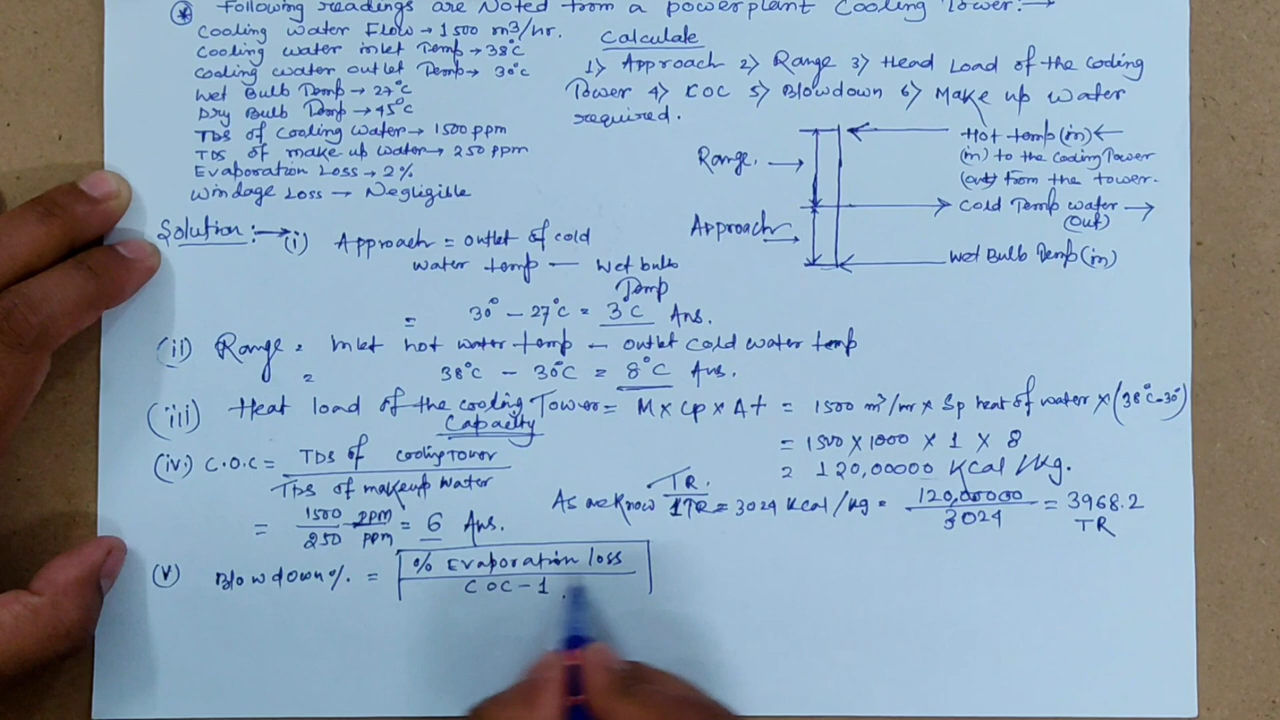 Following readings are Noted from a powerplant Cooling Tower:→
Cooling water Flow → 1500 m3/hr.
Cooling water inlet Temp → 38°C
Cooling water outlet Temp → 30°C
Wet Bulb Temp → 27°C
Dry Bulb Temp → 45°C
TDS of Cooling Water → 1500 ppm
TDS of make up water → 250 ppm
Evaporation Loss → 2%
Windage Loss → Negligible
Calculate
1> Approach 2> Range 3> Head Load of the Cooling
Tower 4> COC 5> Blowdown 6> Make up water
required.
Range. →
Hot temp (in) ←
(in) to the Cooling Tower
(out) from the tower.
Cold Temp water →
(out)
Approach →
Wet Bulb Temp (in)
Solution :→ (i) Approach = outlet of cold
water temp — Wet bulb
Temp
= 30° – 27°C = 3°C Ans.
(ii) Range = Inlet hot water temp – outlet cold water temp
= 38°C – 30°C = 8°C Ans.
(iii) Heat load of the cooling Tower = M x Cp x Δt = 1500 m³/hr x Sp heat of water x (38°C-30°)
Capacity
= 1500 X 1000 X 1 X 8
= 120,00000 Kcal/Kg.
TR.
As we know 1TR = 3024 Kcal/Kg = 120,00000 / 3024 = 3968.2
TR
(iv.) C.O.C = TDS of cooling tower
TDS of makeup water
= 1500 ppm / 250 ppm = 6 Ans.
(v) Blowdown %. = % Evaporation loss
COC – 1